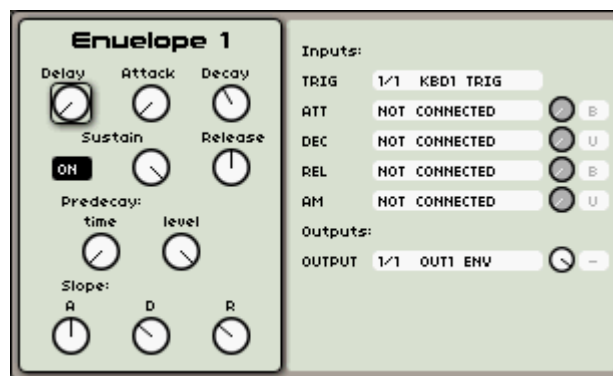 Envelope 1
Delay Attack Decay
Sustain Release
ON
Predecay:
time level
Slope:
A D R
Inputs:
TRIG 1/1 KBD1 TRIG
ATT NOT CONNECTED B
DEC NOT CONNECTED U
REL NOT CONNECTED B
AM NOT CONNECTED U
Outputs:
OUTPUT 1/1 OUT1 ENV -